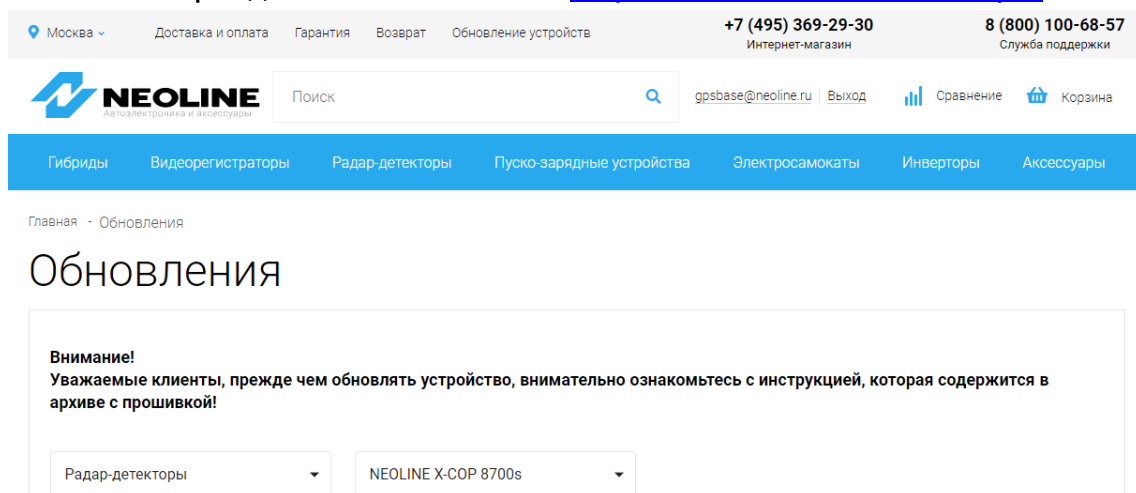 Москва Доставка и оплата Гарантия Возврат Обновление устройств +7 (495) 369-29-30 8 (800) 100-68-57
Интернет-магазин Служба поддержки
NEOLINE Поиск gpsbase@neoline.ru Выход Сравнение Корзина
Автоэлектроника и аксессуары
Гибриды Видеорегистраторы Радар-детекторы Пуско-зарядные устройства Электросамокаты Инверторы Аксессуары
Главная - Обновления
Обновления
Внимание!
Уважаемые клиенты, прежде чем обновлять устройство, внимательно ознакомьтесь с инструкцией, которая содержится в
архиве с прошивкой!
Радар-детекторы NEOLINE X-COP 8700s